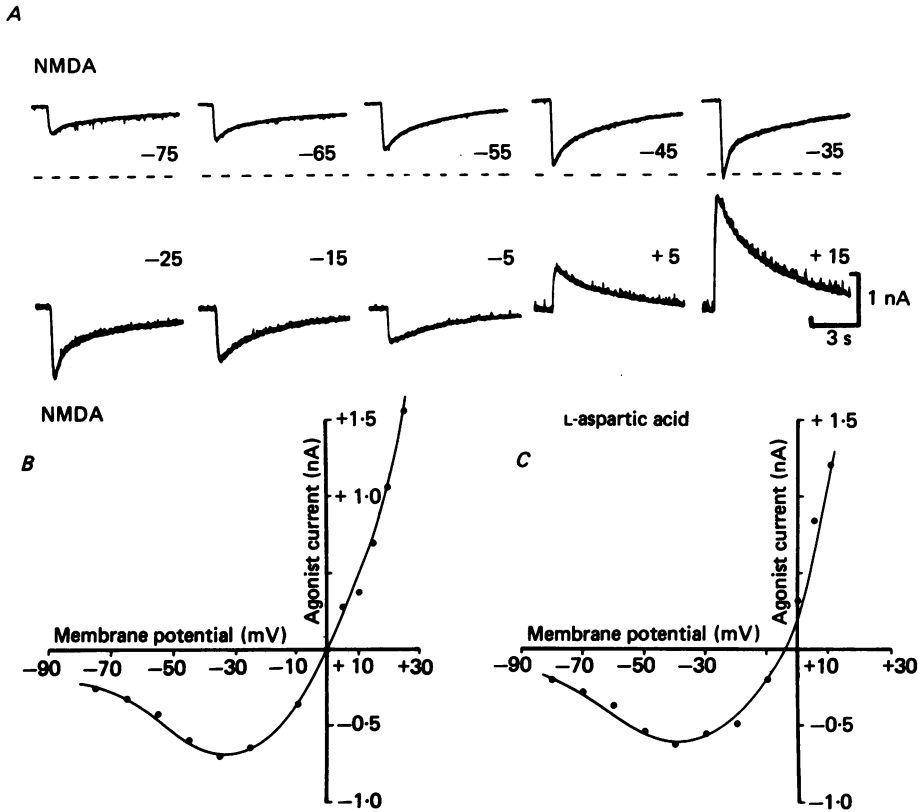 A
NMDA
−75 −65 −55 −45 −35
−25 −15 −5 +5 +15
1 nA
3 s
NMDA
B
Agonist current (nA)
+1·5
+1·0
Membrane potential (mV)
−90 −70 −50 −30 −10 +10 +30
−0·5
−1·0
L-aspartic acid
C
Agonist current (nA)
+1·5
Membrane potential (mV)
−90 −70 −50 −30 +10 +30
−0·5
−1·0